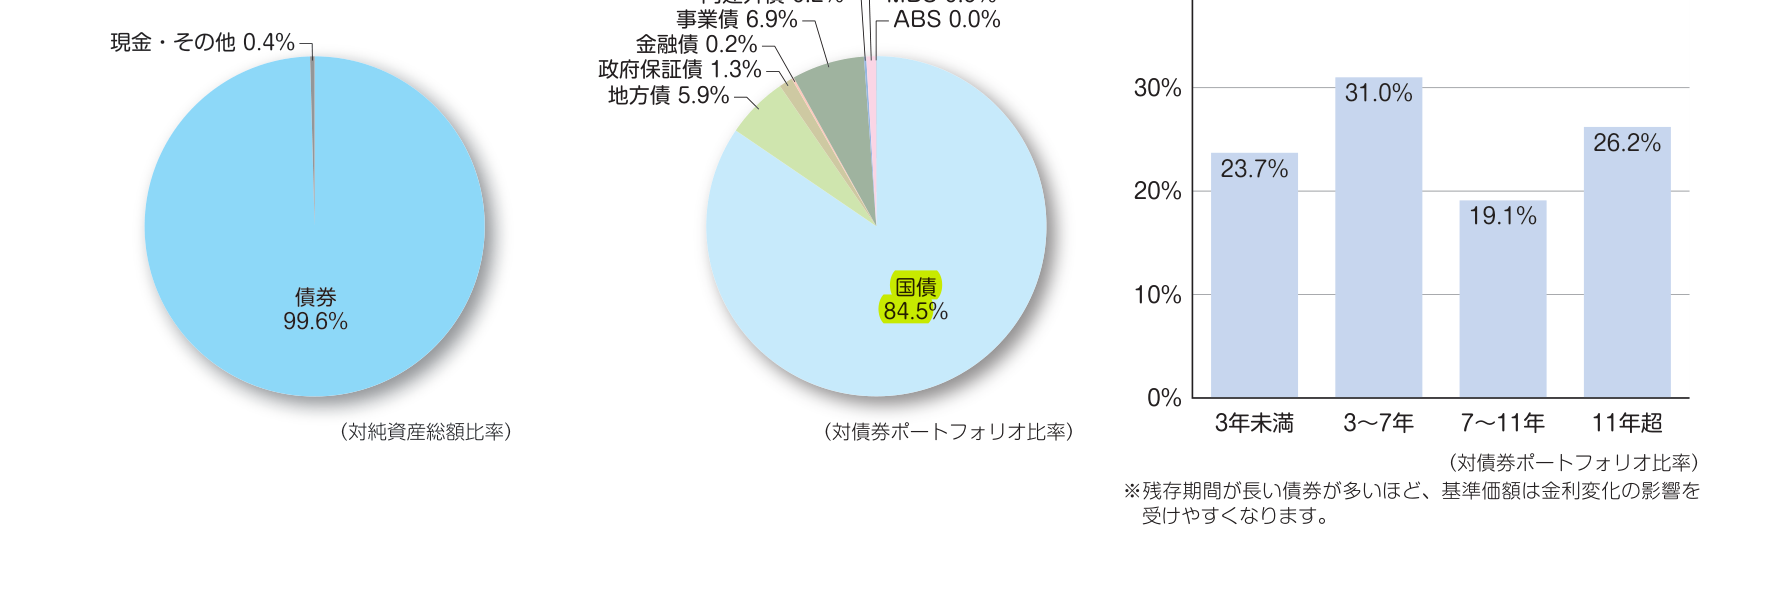 ABS 0.0%
事業債 6.9%
金融債 0.2%
政府保証債 1.3%
地方債 5.9%
現金・その他 0.4%
債券
99.6%
国債
84.5%
(対純資産総額比率)
(対債券ポートフォリオ比率)
30%
20%
10%
0%
23.7%
31.0%
19.1%
26.2%
3年未満
3〜7年
7〜11年
11年超
(対債券ポートフォリオ比率)
※残存期間が長い債券が多いほど、基準価額は金利変化の影響を
受けやすくなります。